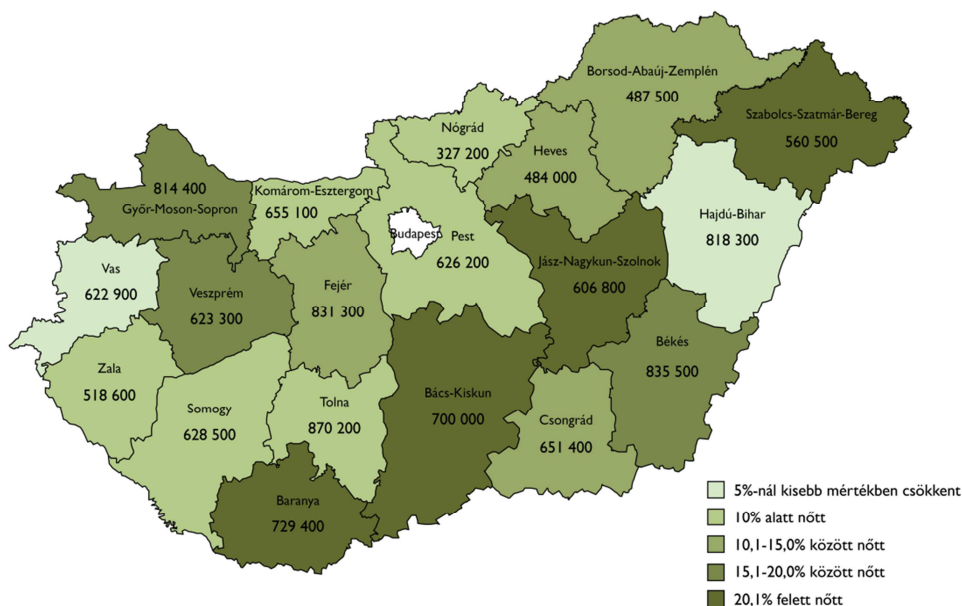 Borsod-Abaúj-Zemplén
487 500
Szabolcs-Szatmár-Bereg
560 500
Nógrád
327 200
Heves
484 000
814 400
Győr-Moson-Sopron
Komárom-Esztergom
655 100
Budapest
Pest
626 200
Hajdú-Bihar
818 300
Jász-Nagykun-Szolnok
606 800
Vas
622 900
Veszprém
623 300
Fejér
831 300
Békés
835 500
Zala
518 600
Somogy
628 500
Tolna
870 200
Bács-Kiskun
700 000
Csongrád
651 400
Baranya
729 400
5%-nál kisebb mértékben csökkent
10% alatt nőtt
10,1-15,0% között nőtt
15,1-20,0% között nőtt
20,1% felett nőtt